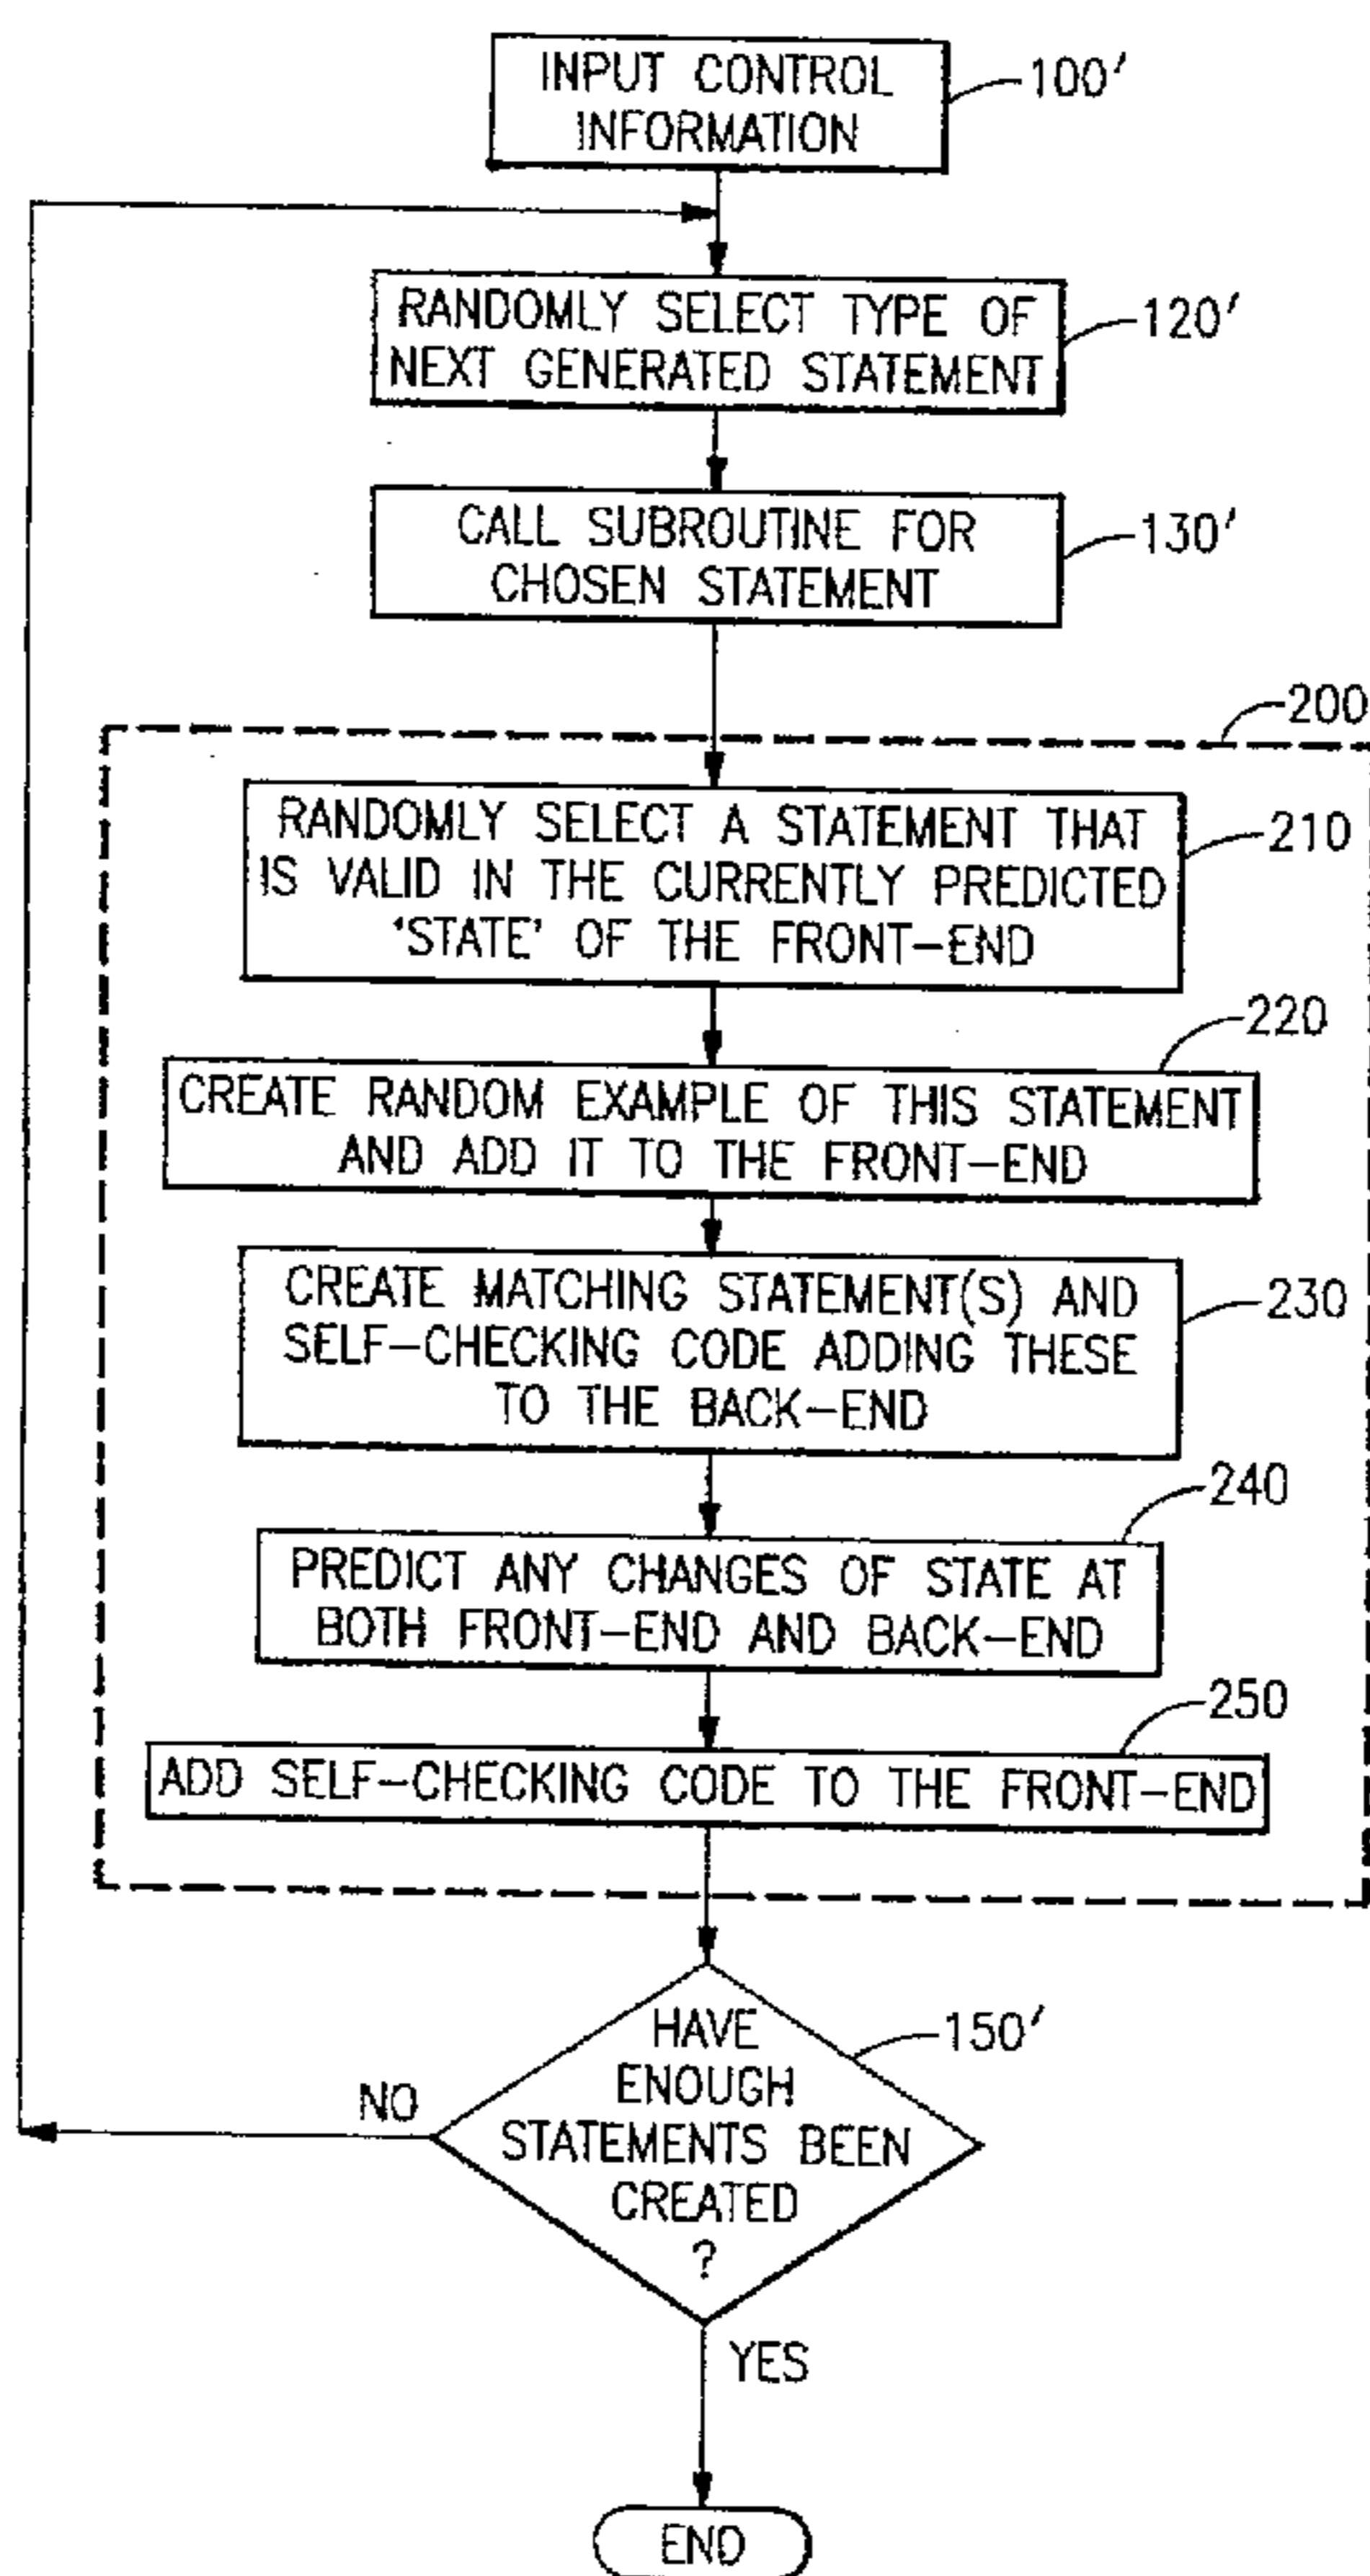 INPUT CONTROL
INFORMATION
100'
RANDOMLY SELECT TYPE OF
NEXT GENERATED STATEMENT
120'
CALL SUBROUTINE FOR
CHOSEN STATEMENT
130'
200
RANDOMLY SELECT A STATEMENT THAT
IS VALID IN THE CURRENTLY PREDICTED
'STATE' OF THE FRONT-END
210
220
CREATE RANDOM EXAMPLE OF THIS STATEMENT
AND ADD IT TO THE FRONT-END
CREATE MATCHING STATEMENT(S) AND
SELF-CHECKING CODE ADDING THESE
TO THE BACK-END
230
240
PREDICT ANY CHANGES OF STATE AT
BOTH FRONT-END AND BACK-END
250
ADD SELF-CHECKING CODE TO THE FRONT-END
HAVE
ENOUGH
STATEMENTS BEEN
CREATED
?
150'
NO
YES
END